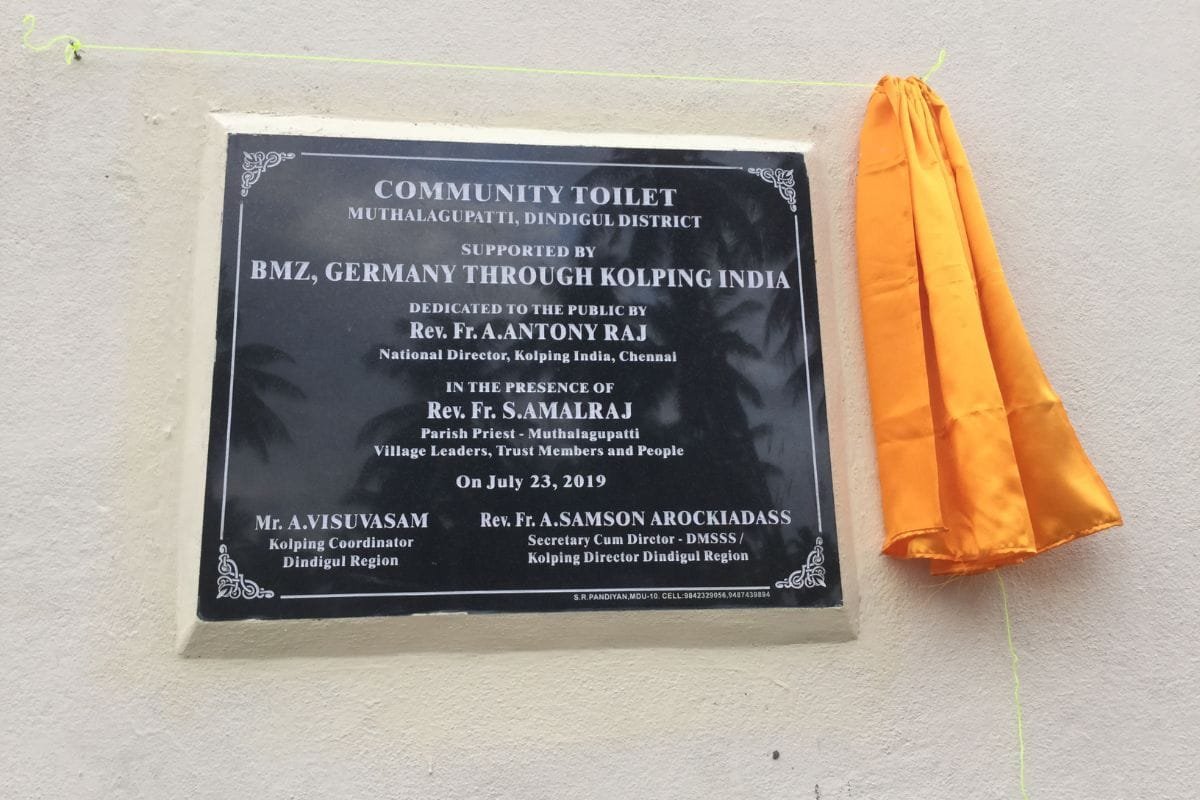 COMMUNITY TOILET
MUTHALAGUPATTI, DINDIGUL DISTRICT
SUPPORTED BY
BMZ, GERMANY THROUGH KOLPING INDIA
DEDICATED TO THE PUBLIC BY
Rev. Fr. A.ANTONY RAJ
National Director, Kolping India, Chennai
IN THE PRESENCE OF
Rev. Fr. S.AMALRAJ
Parish Priest - Muthalagupatti
Village Leaders, Trust Members and People
On July 23, 2019
Mr. A.VISUVASAM
Kolping Coordinator
Dindigul Region
Rev. Fr. A.SAMSON AROCKIADASS
Secretary Cum Dirctor - DMSSS /
Kolping Director Dindigul Region
S.R.PANDIYAN,MDU-10. CELL:9842329056,9487439894